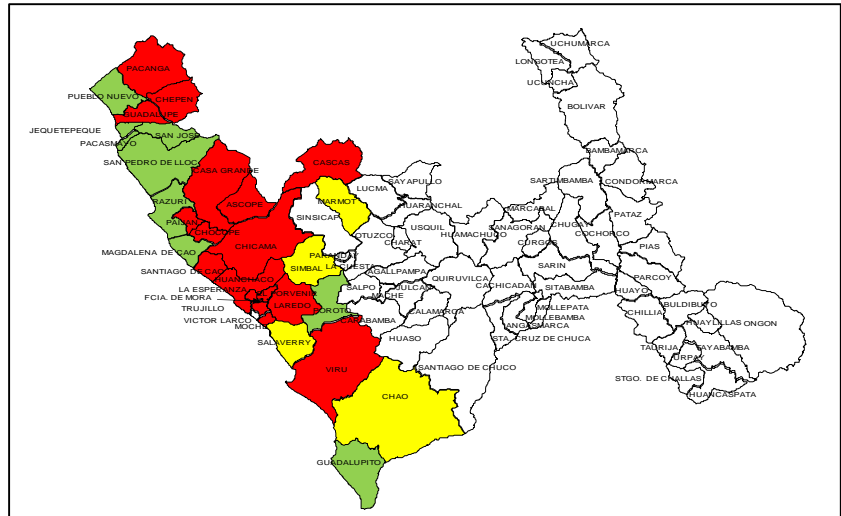 UCHUMARCA
LONGOTEA
PACANGA
UCUNCHA
PUEBLO NUEVO
CHEPEN
BOLIVAR
GUADALUPE
JEQUETEPEQUE
SAN JOSE
PACASMAYO
BAMBAMARCA
SAN PEDRO DE LLOC
CASCAS
CASA GRANDE
SAYAPULLO
SARTIMBAMBA
CONDORMARCA
LUCMA
RAZURI
ASCOPE
MARMOT
HUARANCHAL
MARCABAL
PATAZ
PAIJAN
SINSICAP
USQUIL
SANAGORAN
CHUGAY
CHOCOPE
OTUZCO
HUAMACHUCO
COCHORCO
CHICAMA
CHARAT
CURGOS
PIAS
MAGDALENA DE CAO
PARANDAY
SIMBAL
LA CUESTA
SARIN
SANTIAGO DE CAO
AGALLPAMPA
PARCOY
HUANCHACO
QUIRUVILCA
CACHICADAN
SITABAMBA
HUAYO
LA ESPERANZA
PORVENIR
SALPO
JULCAN
MACHE
FCIA. DE MORA
LAREDO
BULDIBUYO
TRUJILLO
POROTO
CALAMARCA
MOLLEPATA
CHILLIA
ONGON
VICTOR LARCO
CARABAMBA
MOLLEBAMBA
HUAYLILLAS
MOCHE
ANGASMARCA
HUASO
STA. CRUZ DE CHUCA
SALAVERRY
TAURIJA
TAYABAMBA
URPAY
VIRU
SANTIAGO DE CHUCO
STGO. DE CHALLAS
CHAO
HUANCASPATA
GUADALUPITO